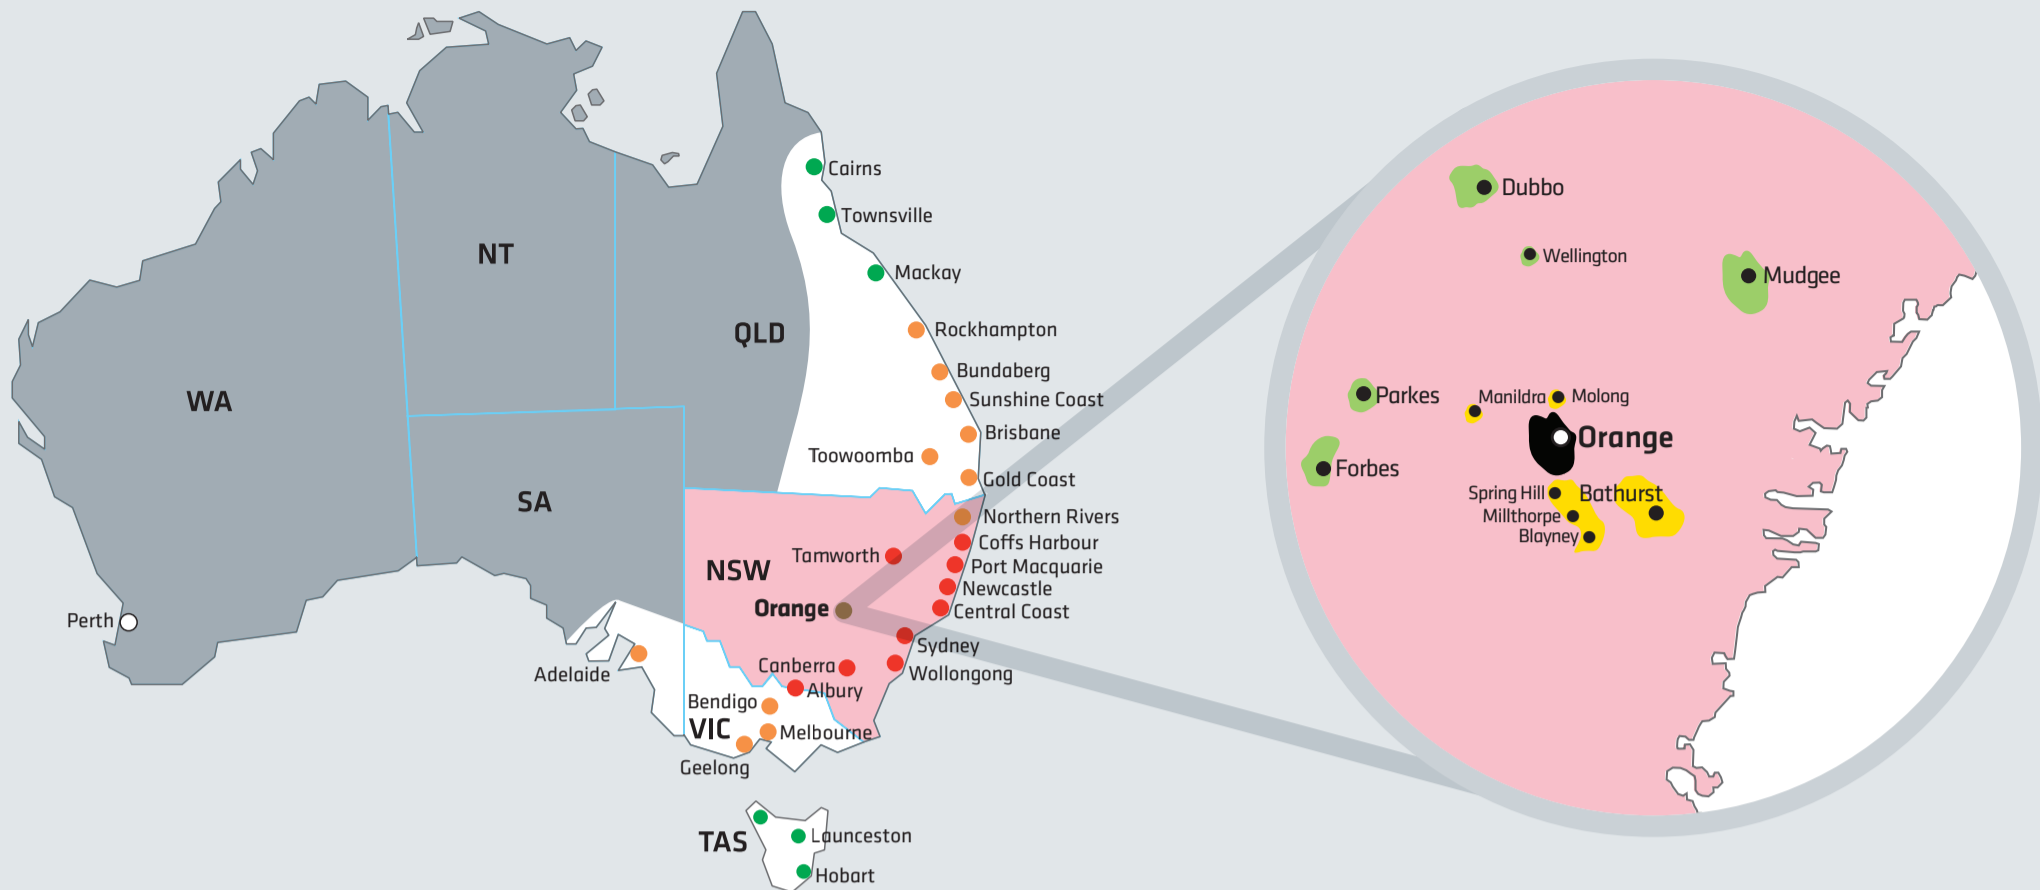 Cairns
Townsville
NT
Mackay
QLD
Rockhampton
Bundaberg
WA
Sunshine Coast
Brisbane
Toowoomba
Gold Coast
SA
Northern Rivers
Coffs Harbour
Tamworth
Port Macquarie
NSW
Newcastle
Orange
Central Coast
Perth
Sydney
Canberra
Wollongong
Adelaide
Albury
Bendigo
VIC
Melbourne
Geelong
TAS
Launceston
Hobart
Dubbo
Wellington
Mudgee
Parkes
Manildra
Molong
Orange
Forbes
Spring Hill
Bathurst
Millthorpe
Blayney